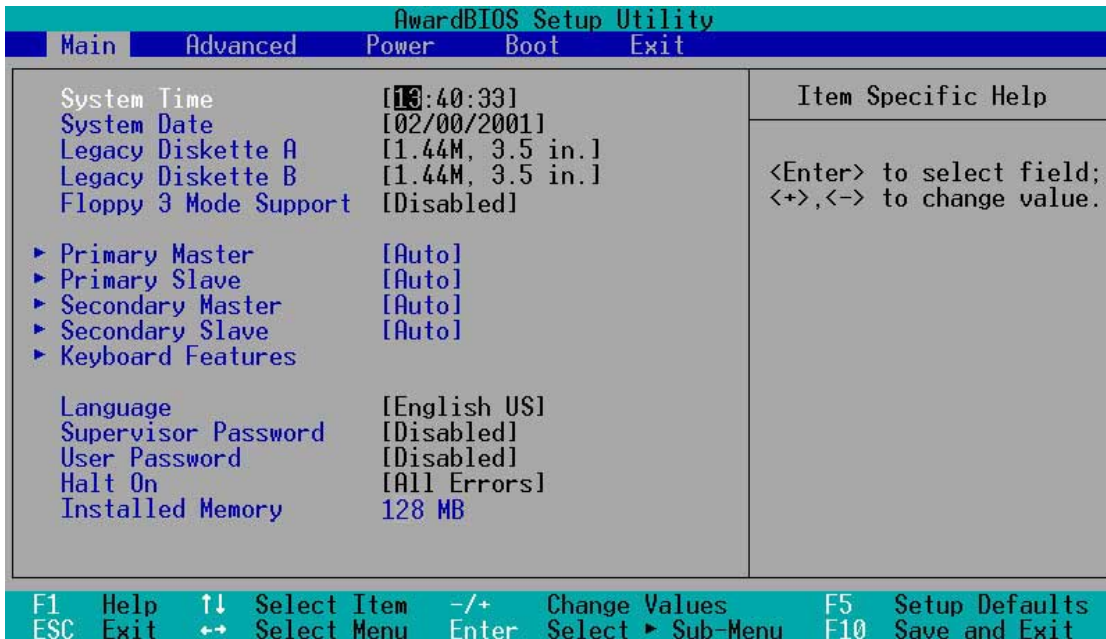 AwardBIOS Setup Utility
Main Advanced Power Boot Exit
System Time [13:40:33]
System Date [02/00/2001]
Legacy Diskette A [1.44M, 3.5 in.]
Legacy Diskette B [1.44M, 3.5 in.]
Floppy 3 Mode Support [Disabled]
▶ Primary Master [Auto]
▶ Primary Slave [Auto]
▶ Secondary Master [Auto]
▶ Secondary Slave [Auto]
▶ Keyboard Features
Language [English US]
Supervisor Password [Disabled]
User Password [Disabled]
Halt On [All Errors]
Installed Memory 128 MB
Item Specific Help
<Enter> to select field;
<+>,<-> to change value.
F1 Help ↑↓ Select Item -/+ Change Values F5 Setup Defaults
ESC Exit ←→ Select Menu Enter Select ▶ Sub-Menu F10 Save and Exit